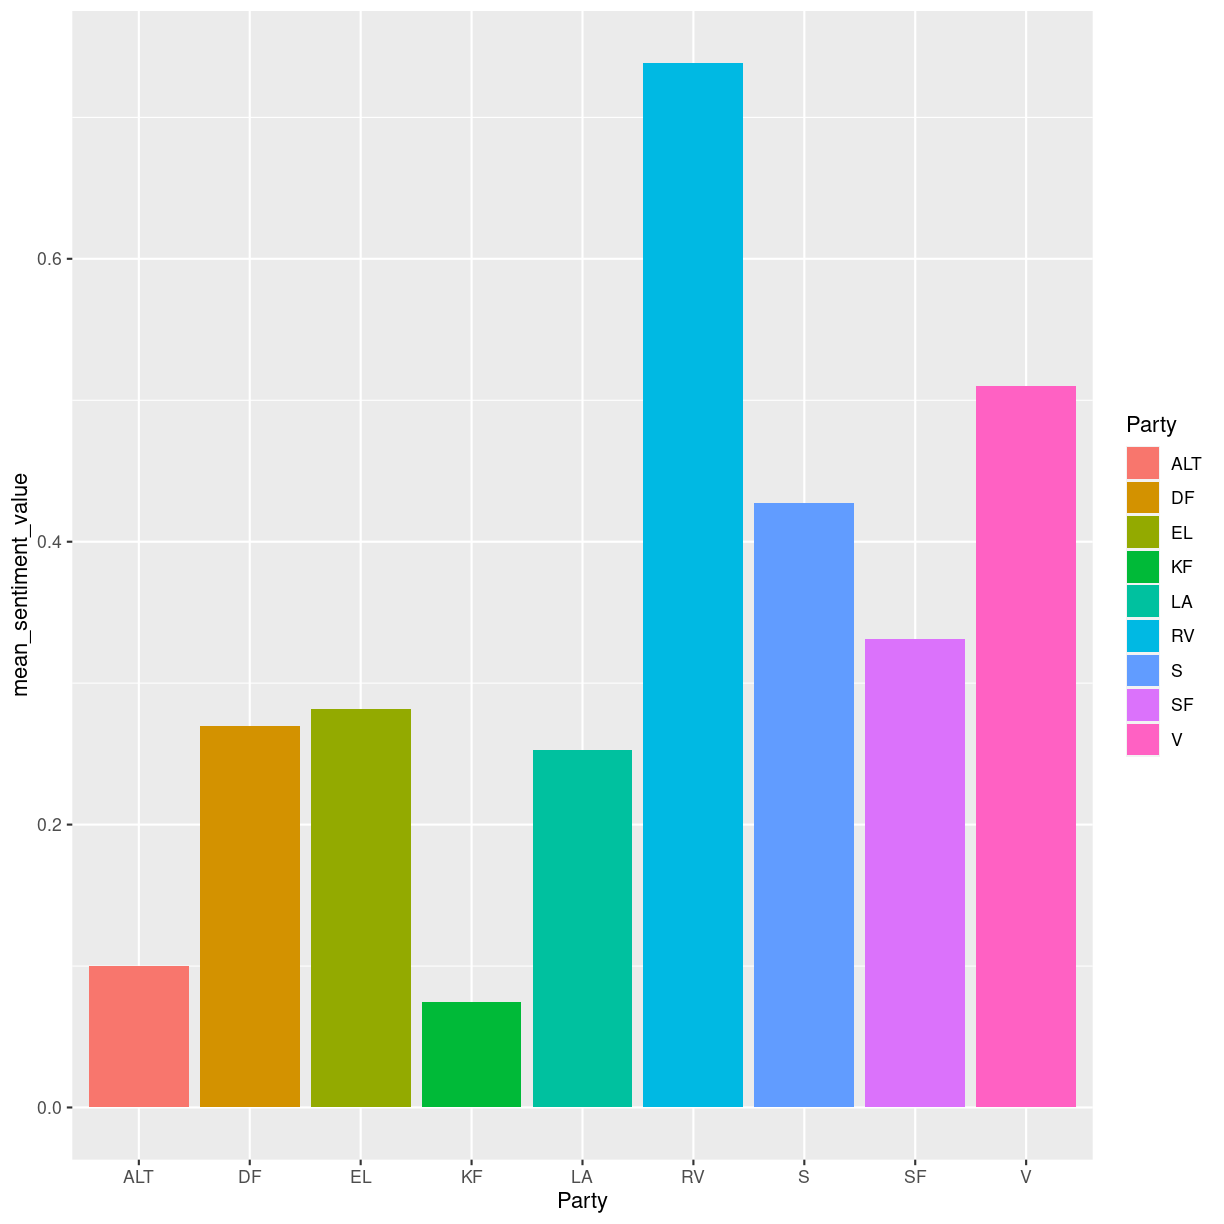 mean_sentiment_value
0.6
0.4
0.2
0.0
ALT DF EL KF LA RV S SF V
Party
Party
ALT
DF
EL
KF
LA
RV
S
SF
V